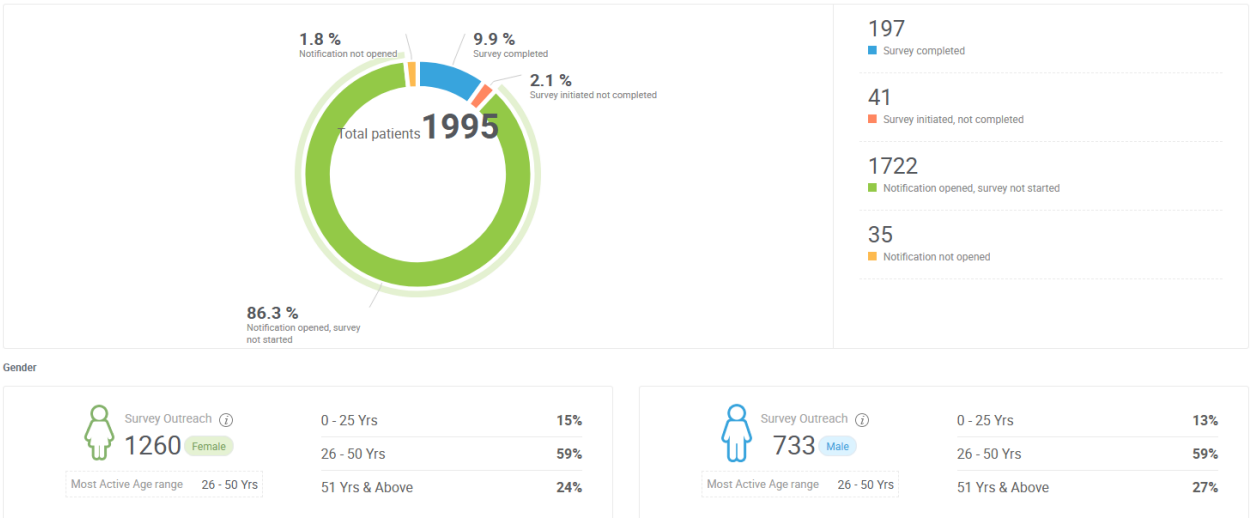 1.8 %
Notification not opened
9.9 %
Survey completed
2.1 %
Survey initiated not completed
Total patients 1995
86.3 %
Notification opened, survey
not started
197
Survey completed
41
Survey initiated, not completed
1722
Notification opened, survey not started
35
Notification not opened
Gender
Survey Outreach i
1260 Female
Most Active Age range 26 - 50 Yrs
0 - 25 Yrs 15%
26 - 50 Yrs 59%
51 Yrs & Above 24%
Survey Outreach i
733 Male
Most Active Age range 26 - 50 Yrs
0 - 25 Yrs 13%
26 - 50 Yrs 59%
51 Yrs & Above 27%